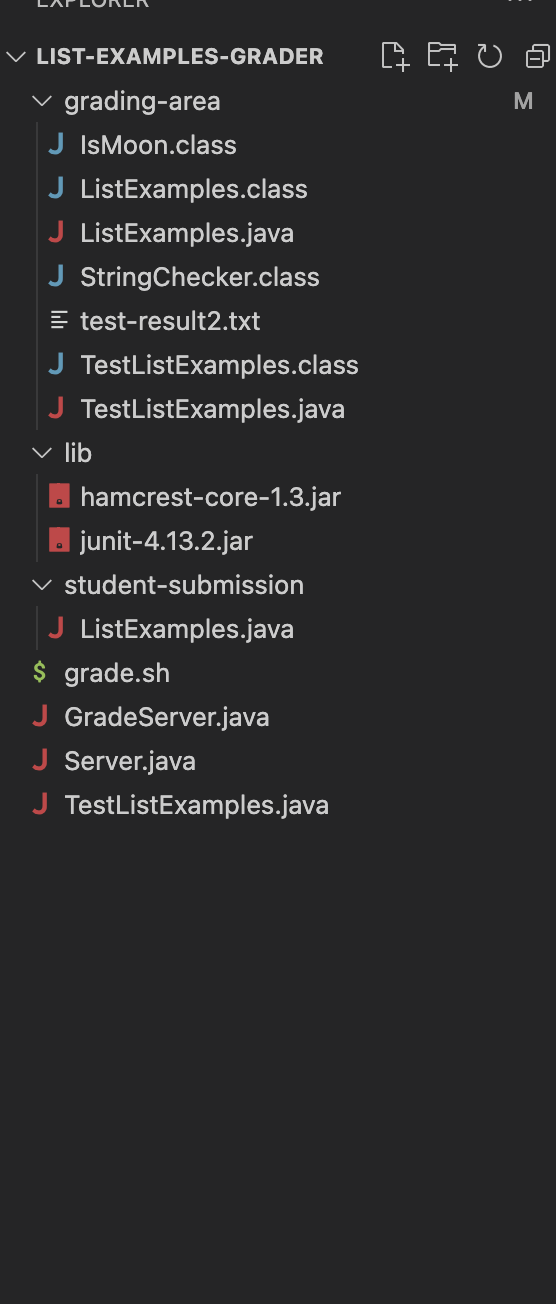 EXPLORER
LIST-EXAMPLES-GRADER
grading-area M
IsMoon.class
ListExamples.class
ListExamples.java
StringChecker.class
test-result2.txt
TestListExamples.class
TestListExamples.java
lib
hamcrest-core-1.3.jar
junit-4.13.2.jar
student-submission
ListExamples.java
grade.sh
GradeServer.java
Server.java
TestListExamples.java